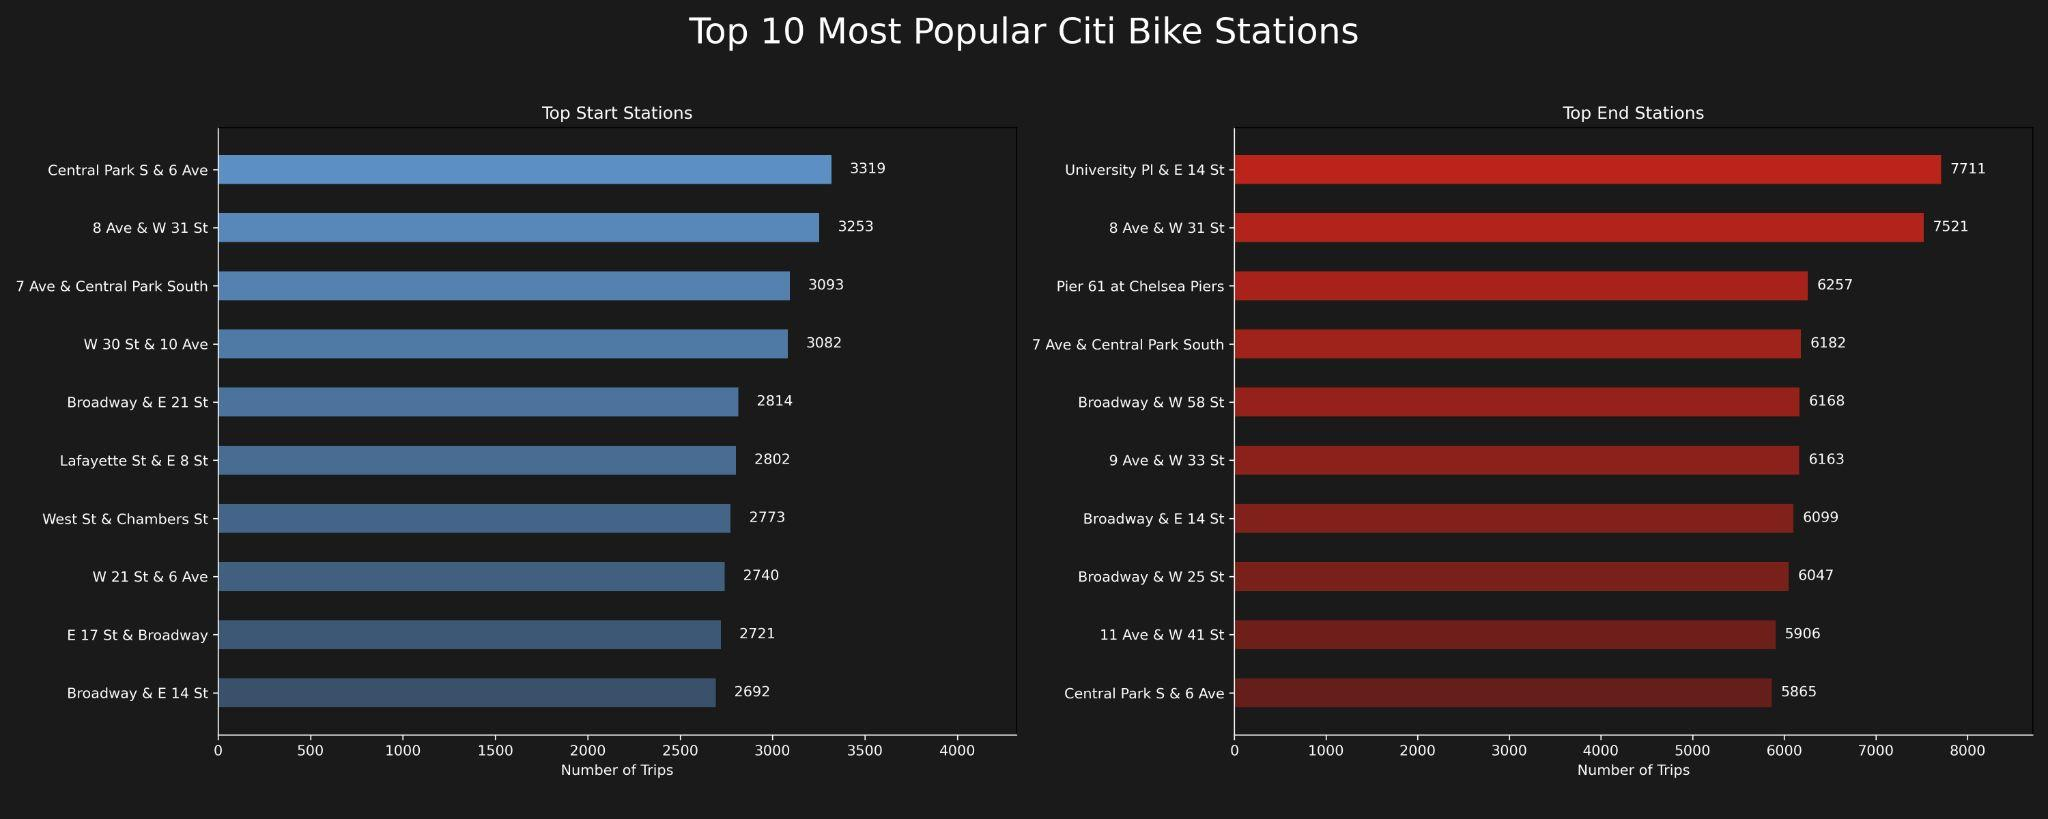 Top 10 Most Popular Citi Bike Stations
Top Start Stations
Central Park S & 6 Ave 3319
8 Ave & W 31 St 3253
7 Ave & Central Park South 3093
W 30 St & 10 Ave 3082
Broadway & E 21 St 2814
Lafayette St & E 8 St 2802
West St & Chambers St 2773
W 21 St & 6 Ave 2740
E 17 St & Broadway 2721
Broadway & E 14 St 2692
0 500 1000 1500 2000 2500 3000 3500 4000
Number of Trips
Top End Stations
University Pl & E 14 St 7711
8 Ave & W 31 St 7521
Pier 61 at Chelsea Piers 6257
7 Ave & Central Park South 6182
Broadway & W 58 St 6168
9 Ave & W 33 St 6163
Broadway & E 14 St 6099
Broadway & W 25 St 6047
11 Ave & W 41 St 5906
Central Park S & 6 Ave 5865
0 1000 2000 3000 4000 5000 6000 7000 8000
Number of Trips